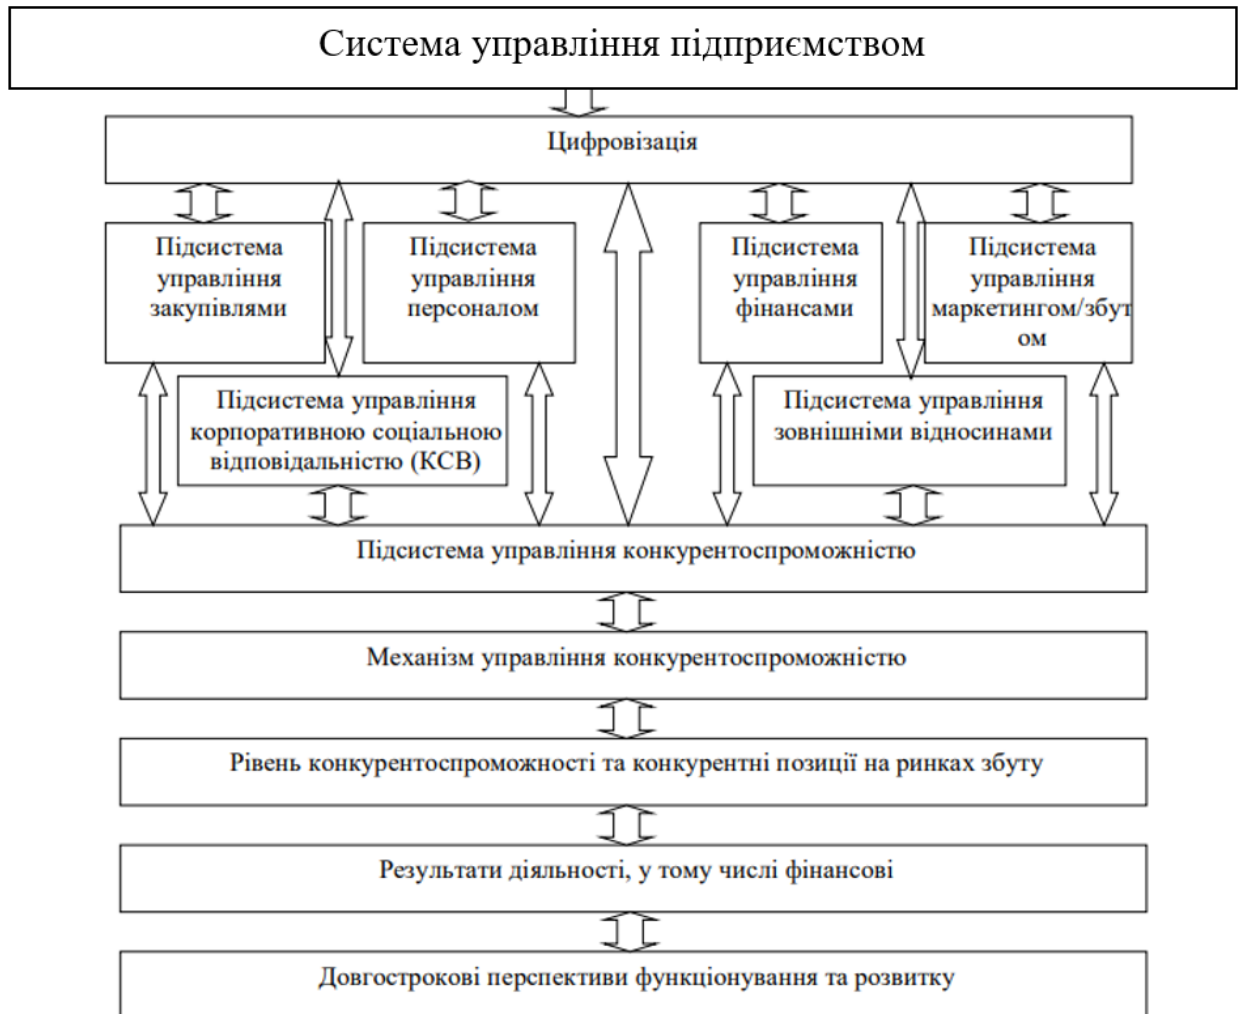 Система управління підприємством
Цифровізація
Підсистема
управління
закупівлями
Підсистема
управління
персоналом
Підсистема
управління
фінансами
Підсистема
управління
маркетингом/збут
ом
Підсистема управління
корпоративною соціальною
відповідальністю (КСВ)
Підсистема управління
зовнішніми відносинами
Підсистема управління конкурентоспроможністю
Механізм управління конкурентоспроможністю
Рівень конкурентоспроможності та конкурентні позиції на ринках збуту
Результати діяльності, у тому числі фінансові
Довгострокові перспективи функціонування та розвитку